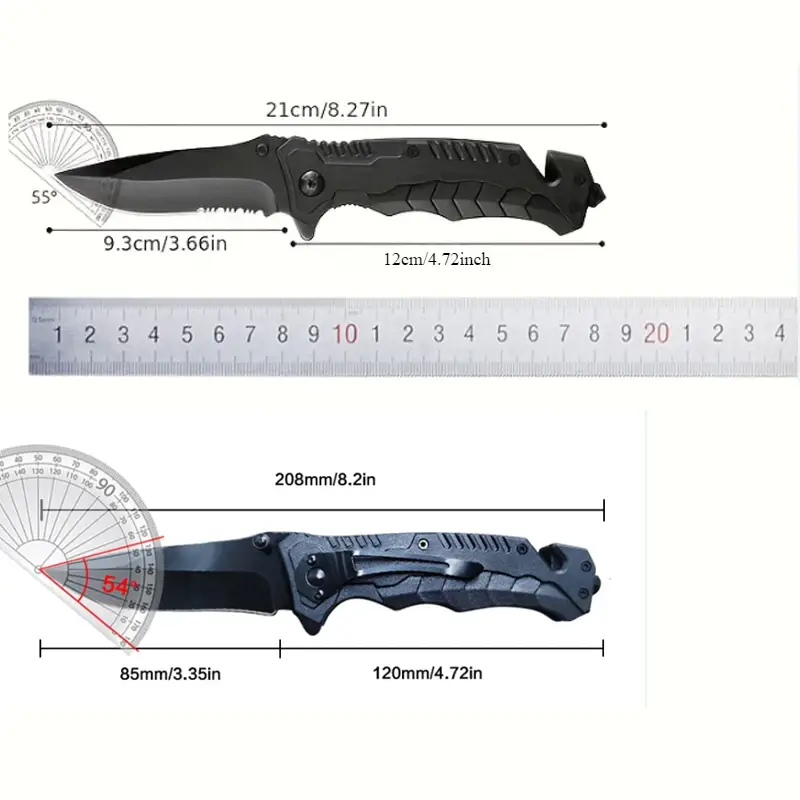 21cm/8.27in
55°
9.3cm/3.66in
12cm/4.72inch
1 2 3 4 5 6 7 8 9 10 1 2 3 4 5 6 7 8 9 20 1 2 3 4
208mm/8.2in
90
54°
85mm/3.35in
120mm/4.72in